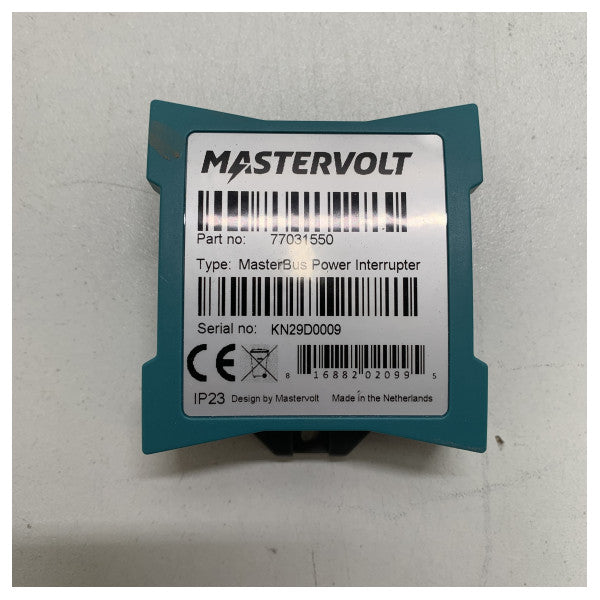 MASTERVOLT
Part no: 77031550
Type: MasterBus Power Interrupter
Serial no: KN29D0009
CE
8 16882 02099 5
IP23 Design by Mastervolt Made in the Netherlands